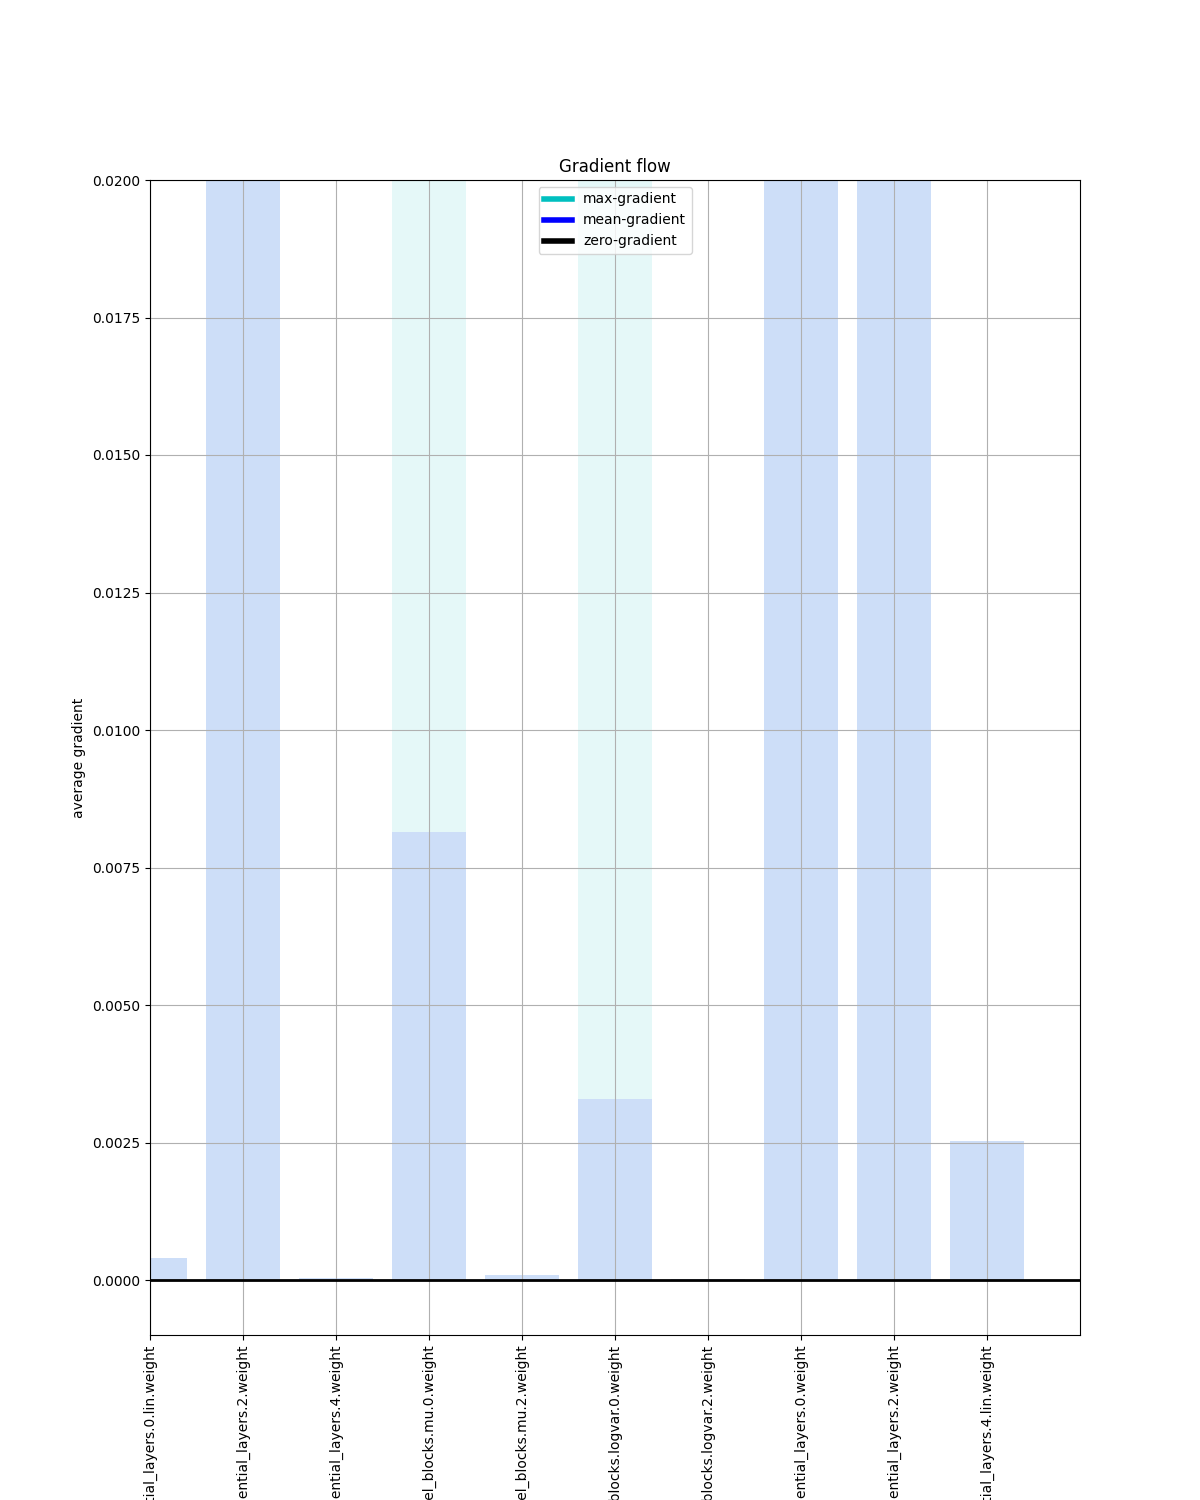 Gradient flow
max-gradient
mean-gradient
zero-gradient
0.0200
0.0175
0.0150
0.0125
0.0100
0.0075
0.0050
0.0025
0.0000
average gradient
tial_layers.0.lin.weight
ential_layers.2.weight
ential_layers.4.weight
el_blocks.mu.0.weight
el_blocks.mu.2.weight
blocks.logvar.0.weight
blocks.logvar.2.weight
ential_layers.0.weight
ential_layers.2.weight
tial_layers.4.lin.weight